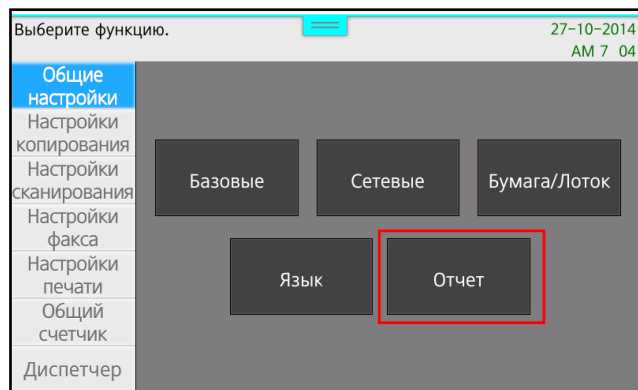 Выберите функцию.
27-10-2014
AM 7 04
Общие
настройки
Настройки
копирования
Настройки
сканирования
Настройки
факса
Настройки
печати
Общий
счетчик
Диспетчер
Базовые
Сетевые
Бумага/Лоток
Язык
Отчет